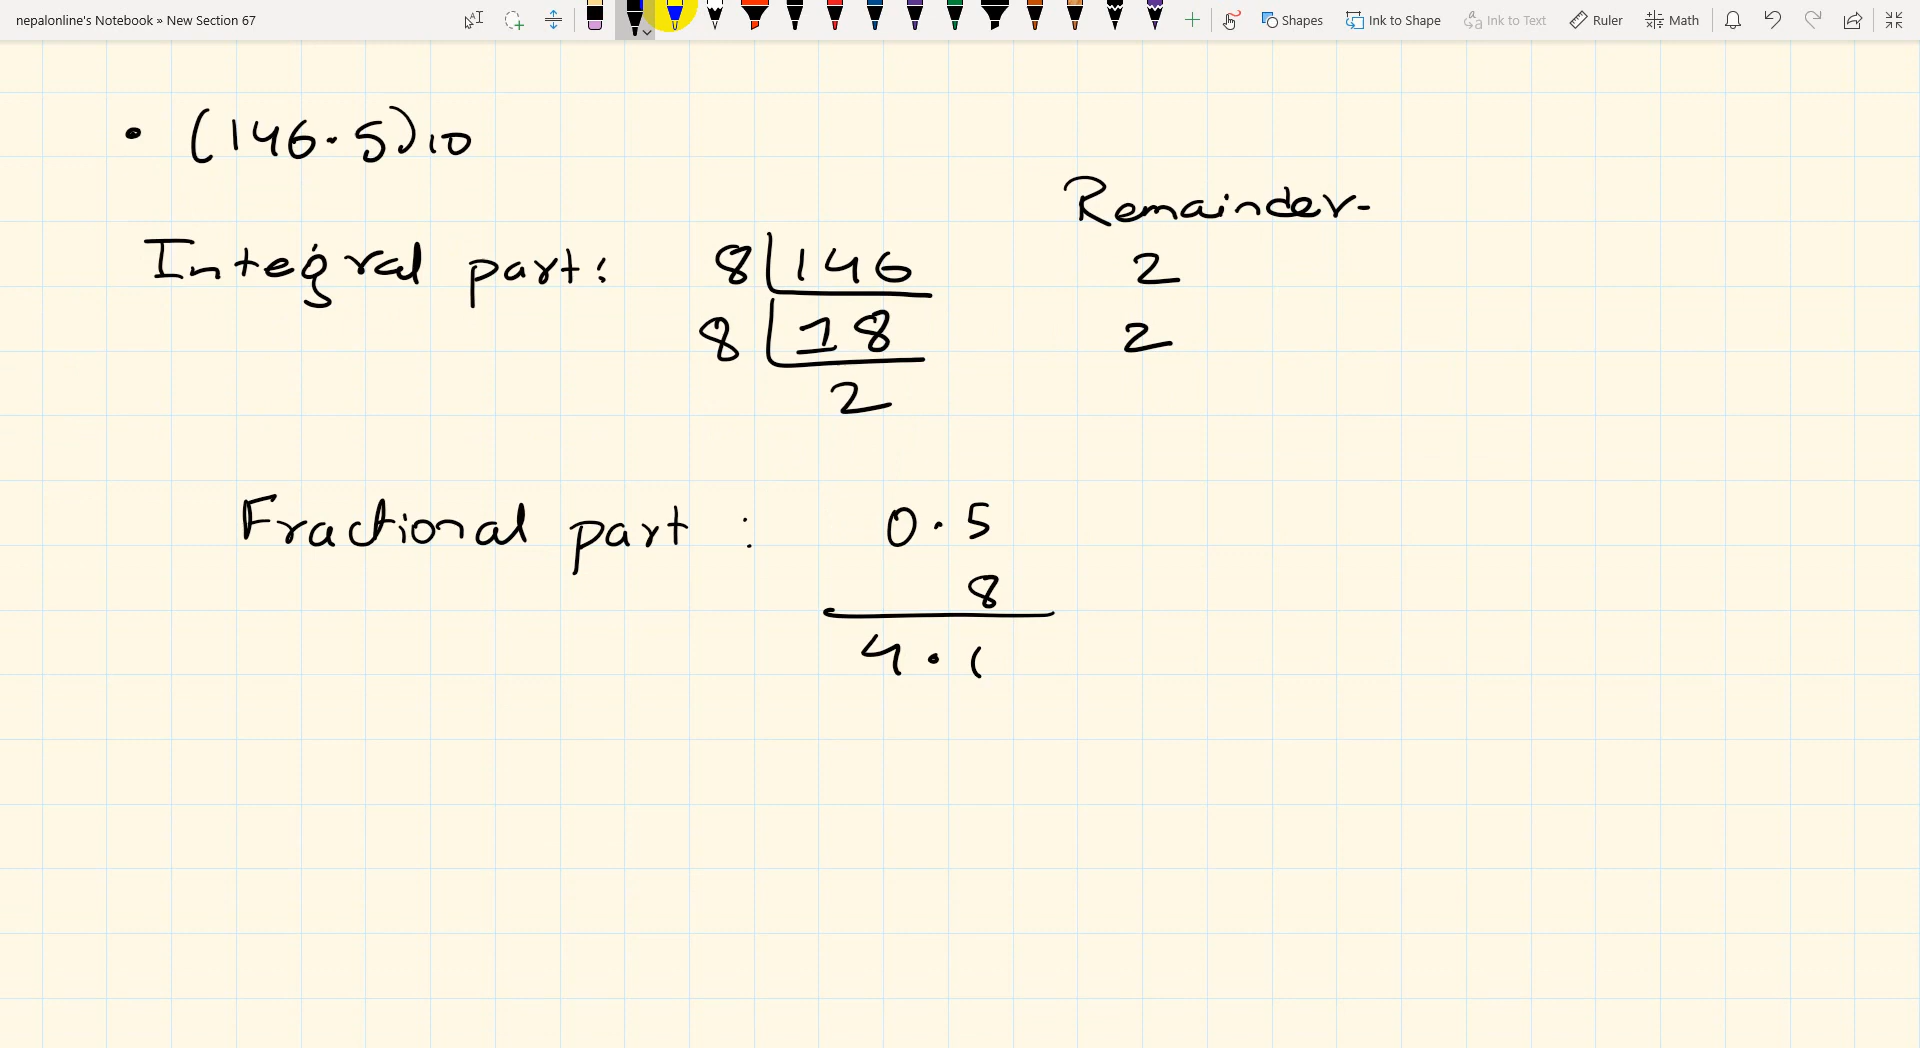 nepalonline's Notebook » New Section 67
Shapes Ink to Shape Ink to Text Ruler Math
• (146.5)10
Remainder
Integral part: 8 146 2
8 18 2
2
Fractional part : 0.5
8
4.